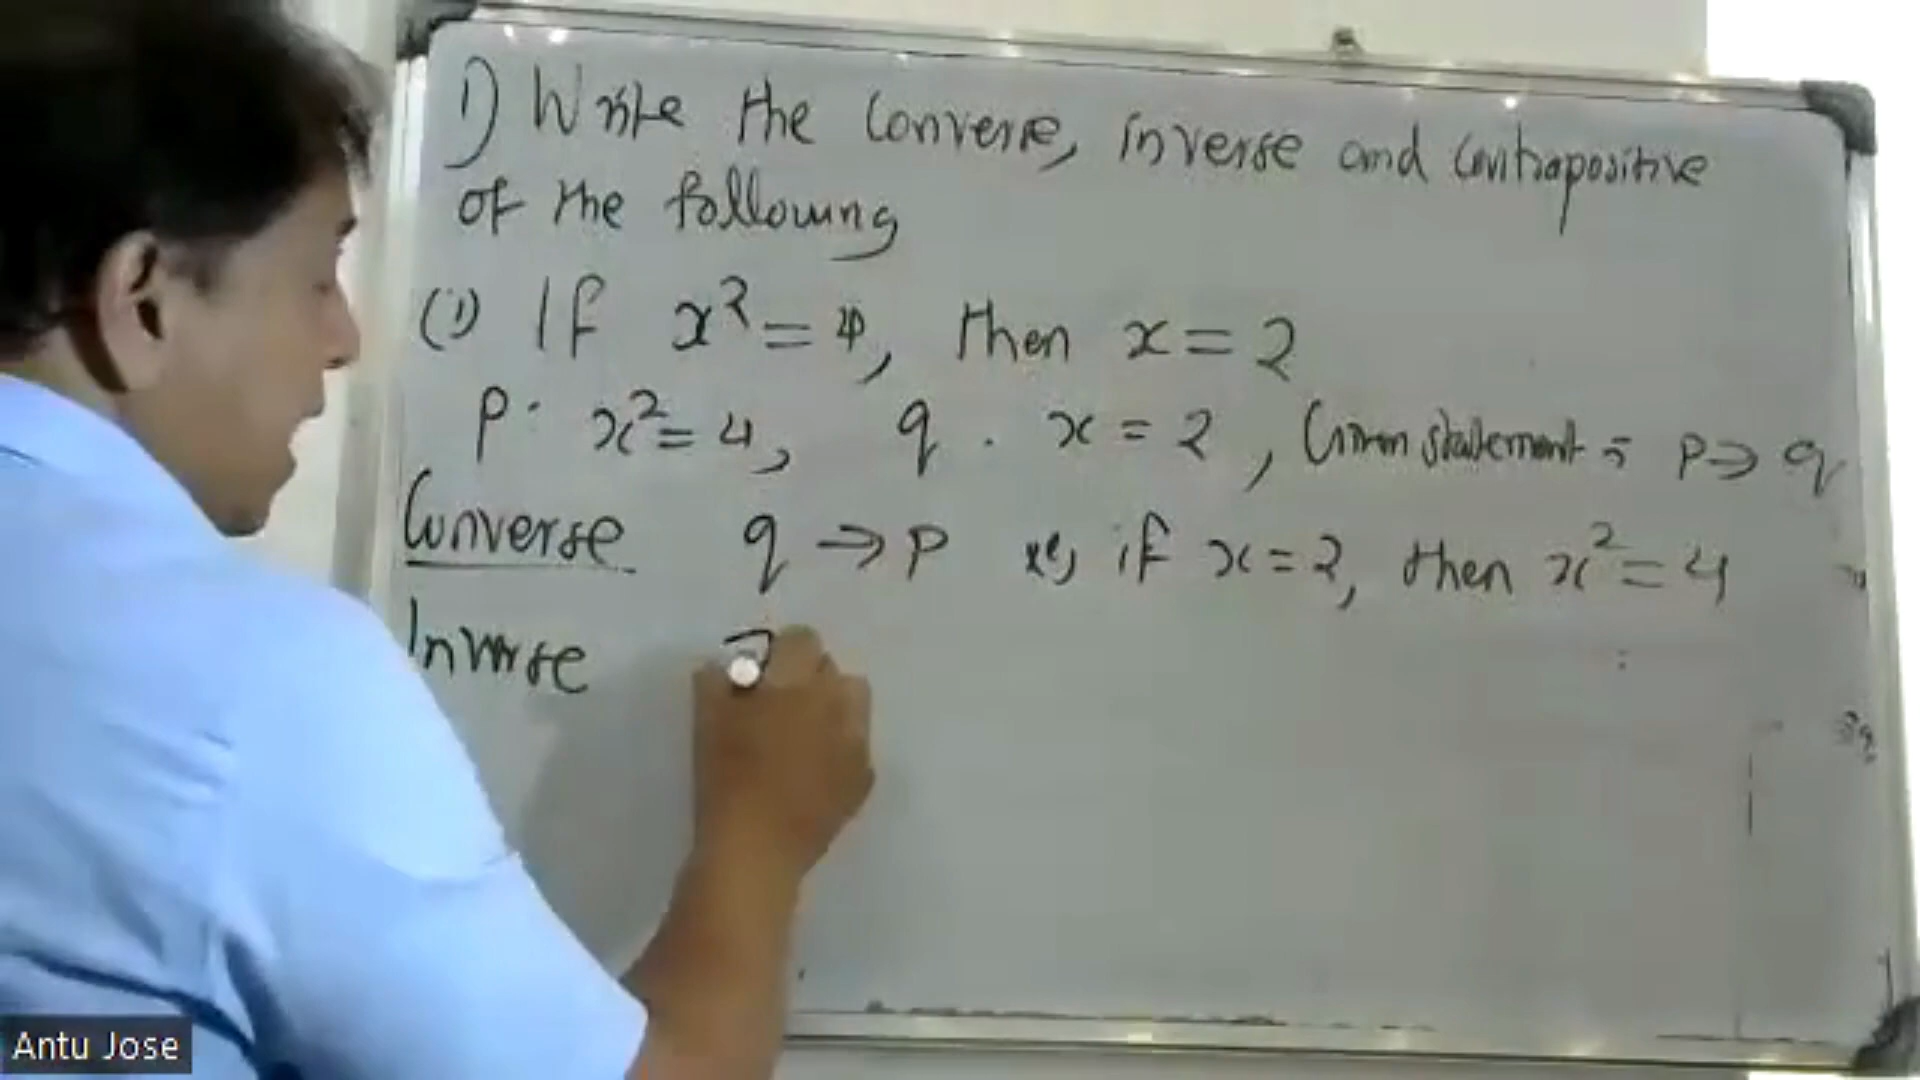 1) Write the Converse, inverse and Contrapositive
of the following
(1) If x² = 4, then x = 2
p · x² = 4, q . x = 2, Given statement = p → q
Converse q → p ie, if x = 2, then x² = 4
Inverse
Antu Jose